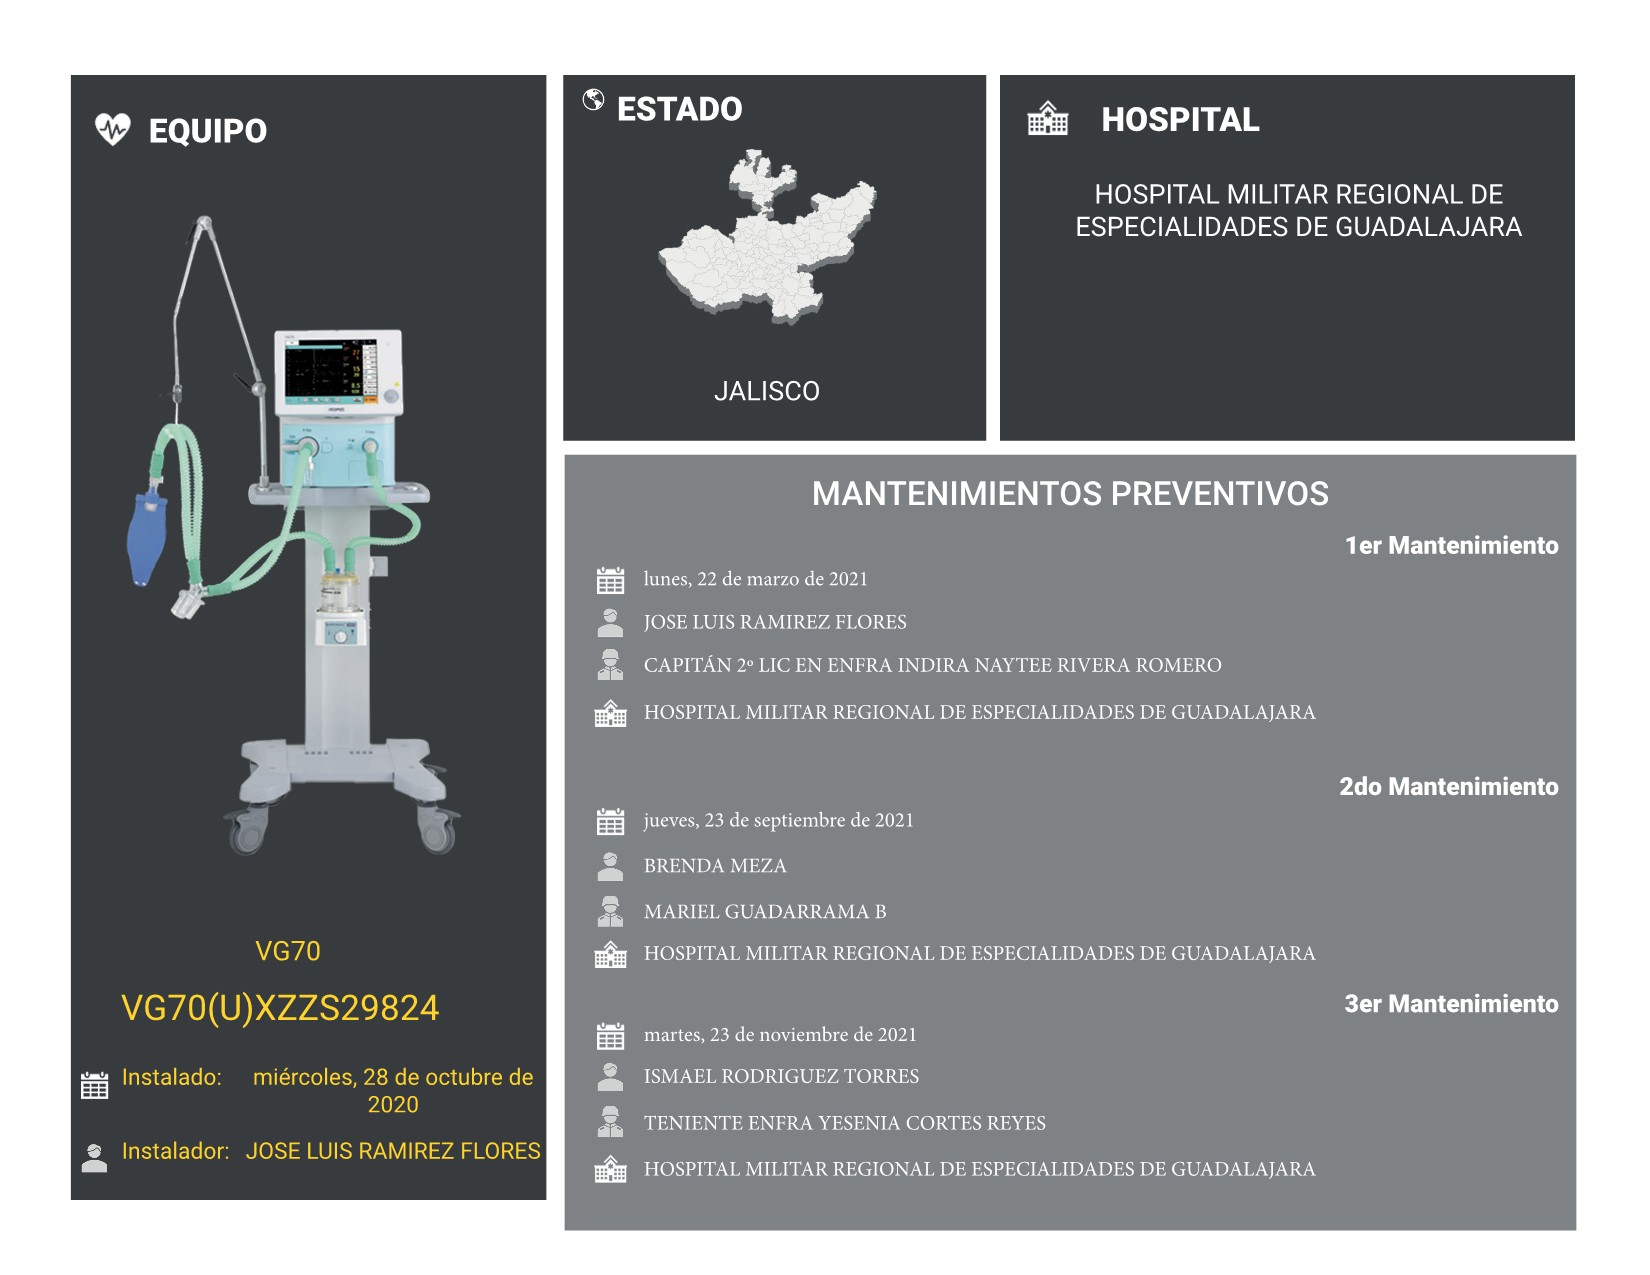 EQUIPO
VG70
VG70(U)XZZS29824
Instalado: miércoles, 28 de octubre de
2020
Instalador: JOSE LUIS RAMIREZ FLORES
ESTADO
JALISCO
HOSPITAL
HOSPITAL MILITAR REGIONAL DE
ESPECIALIDADES DE GUADALAJARA
MANTENIMIENTOS PREVENTIVOS
1er Mantenimiento
lunes, 22 de marzo de 2021
JOSE LUIS RAMIREZ FLORES
CAPITÁN 2º LIC EN ENFRA INDIRA NAYTEE RIVERA ROMERO
HOSPITAL MILITAR REGIONAL DE ESPECIALIDADES DE GUADALAJARA
2do Mantenimiento
jueves, 23 de septiembre de 2021
BRENDA MEZA
MARIEL GUADARRAMA B
HOSPITAL MILITAR REGIONAL DE ESPECIALIDADES DE GUADALAJARA
3er Mantenimiento
martes, 23 de noviembre de 2021
ISMAEL RODRIGUEZ TORRES
TENIENTE ENFRA YESENIA CORTES REYES
HOSPITAL MILITAR REGIONAL DE ESPECIALIDADES DE GUADALAJARA